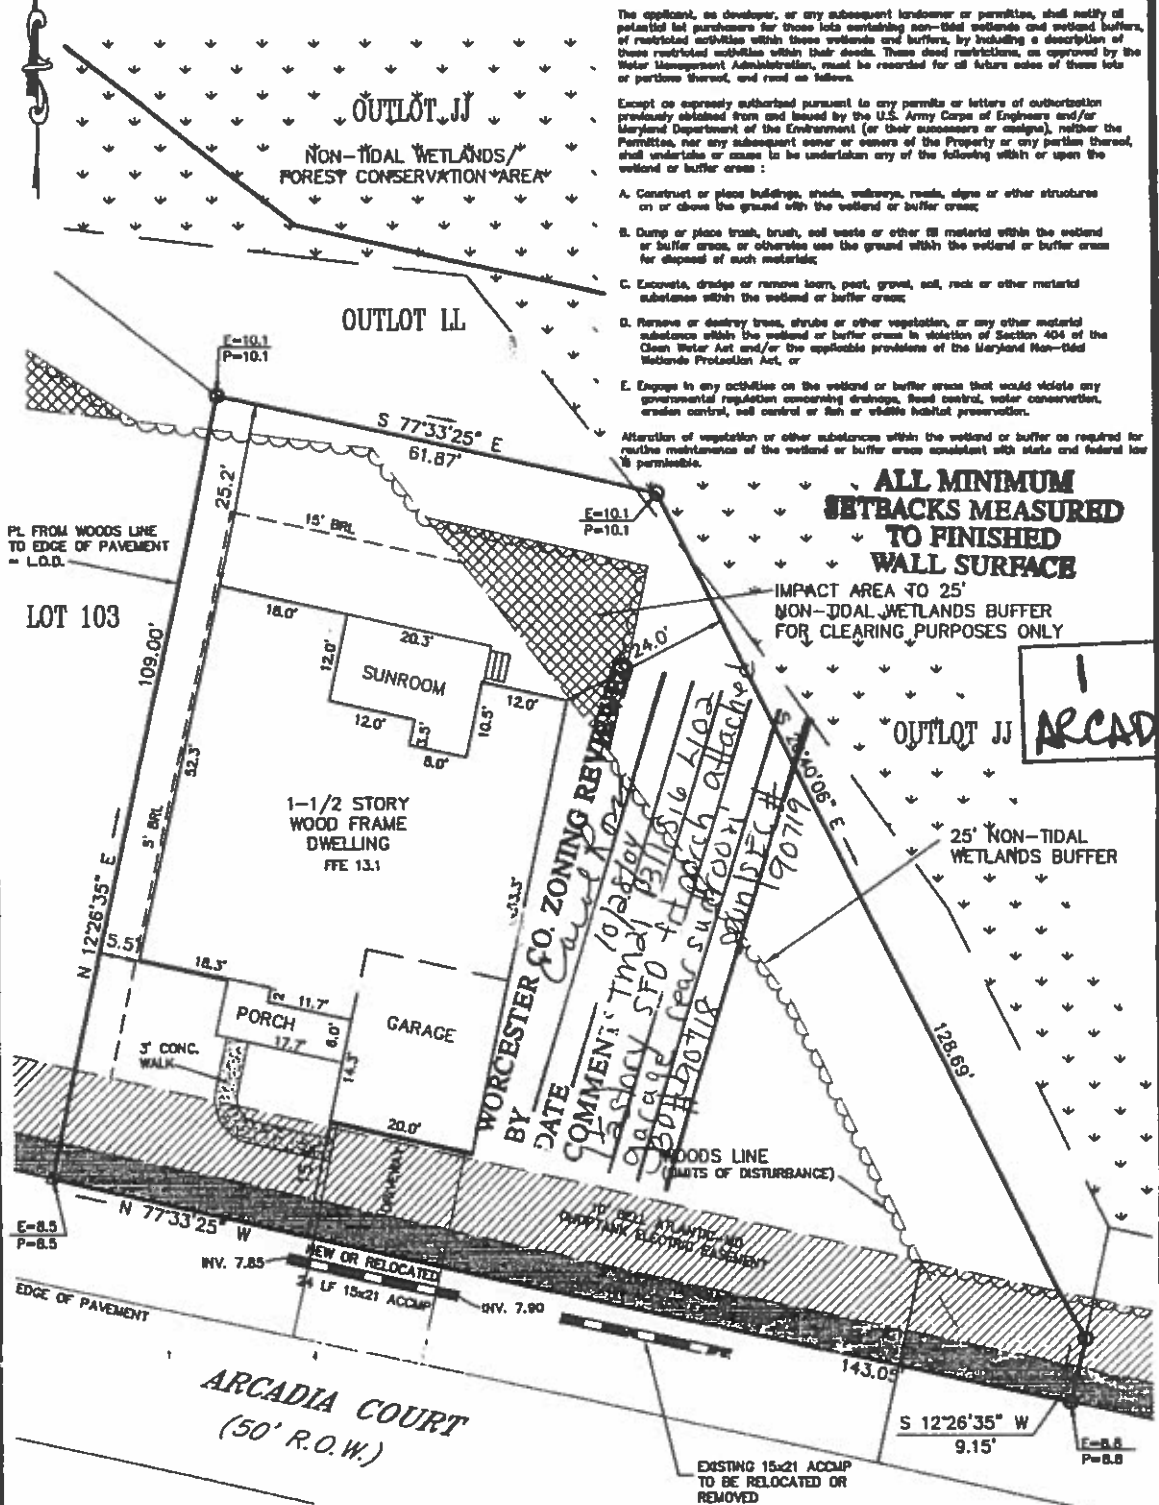 The applicant, as developer, or any subsequent landowner or permittee, shall notify all
potential lot purchasers for those lots containing non-tidal wetlands and wetland buffers,
of restricted activities within these wetlands and buffers, by including a description of
these restricted activities within their deeds. These deed restrictions, as approved by the
Water Management Administration, must be recorded for all future sales of these lots
or portions thereof, and read as follows.
Except as expressly authorized pursuant to any permits or letters of authorization
previously obtained from and issued by the U.S. Army Corps of Engineers and/or
Maryland Department of the Environment (or their successors or assigns), neither the
Permittee, nor any subsequent owner or owners of the Property or any portion thereof,
shall undertake or cause to be undertaken any of the following within or upon the
wetland or buffer areas :
A. Construct or place buildings, sheds, walkways, roads, signs or other structures
on or above the ground with the wetland or buffer areas;
B. Dump or place trash, brush, soil waste or other fill material within the wetland
or buffer areas, or otherwise use the ground within the wetland or buffer areas
for disposal of such materials;
C. Excavate, dredge or remove loam, peat, gravel, soil, rock or other material
substance within the wetland or buffer areas;
D. Remove or destroy trees, shrubs or other vegetation, or any other material
substance within the wetland or buffer areas in violation of Section 404 of the
Clean Water Act and/or the applicable provisions of the Maryland Non-tidal
Wetlands Protection Act, or
E. Engage in any activities on the wetland or buffer areas that would violate any
governmental regulation concerning drainage, flood control, water conservation,
erosion control, soil control or fish or wildlife habitat preservation.
Alteration of vegetation or other substances within the wetland or buffer as required for
routine maintenance of the wetland or buffer areas consistent with state and federal law
is permissible.
OUTLOT JJ
NON-TIDAL WETLANDS/
FOREST CONSERVATION AREA
OUTLOT LL
E=10.1
P=10.1
S 77°33'25" E
61.87'
E=10.1
P=10.1
ALL MINIMUM
SETBACKS MEASURED
TO FINISHED
WALL SURFACE
25.2'
15' BRL
PL FROM WOODS LINE
TO EDGE OF PAVEMENT
= L.O.D.
LOT 103
IMPACT AREA TO 25'
NON-TIDAL WETLANDS BUFFER
FOR CLEARING PURPOSES ONLY
24.0'
18.0'
20.3'
12.0'
SUNROOM
12.0'
3.5'
8.0'
10.5'
12.0'
109.00'
52.3'
5' BRL
N 12°26'35" E
1
ARCAD
OUTLOT JJ
1-1/2 STORY
WOOD FRAME
DWELLING
FFE 13.1
25' NON-TIDAL
WETLANDS BUFFER
128.69'
5.5'
18.3'
2'
11.7'
PORCH
17.7'
6.0'
14.3'
GARAGE
20.0'
3' CONC.
WALK
DRIVEWAY
WORCESTER CO. ZONING REVIEWED
BY
DATE 10/28/04
COMMENTS TM21 P311 S16 L102
garage rear sunroom
190719
WOODS LINE
(LIMITS OF DISTURBANCE)
10' BELL ATLANTIC-MD
CHOPTANK ELECTRIC EASEMENT
E=8.5
P=8.5
N 77°33'25" W
INV. 7.85
NEW OR RELOCATED
24 LF 15x21 ACCMP
INV. 7.90
EDGE OF PAVEMENT
143.05'
ARCADIA COURT
(50' R.O.W.)
S 12°26'35" W
9.15'
E=8.8
P=8.8
EXISTING 15x21 ACCMP
TO BE RELOCATED OR
REMOVED